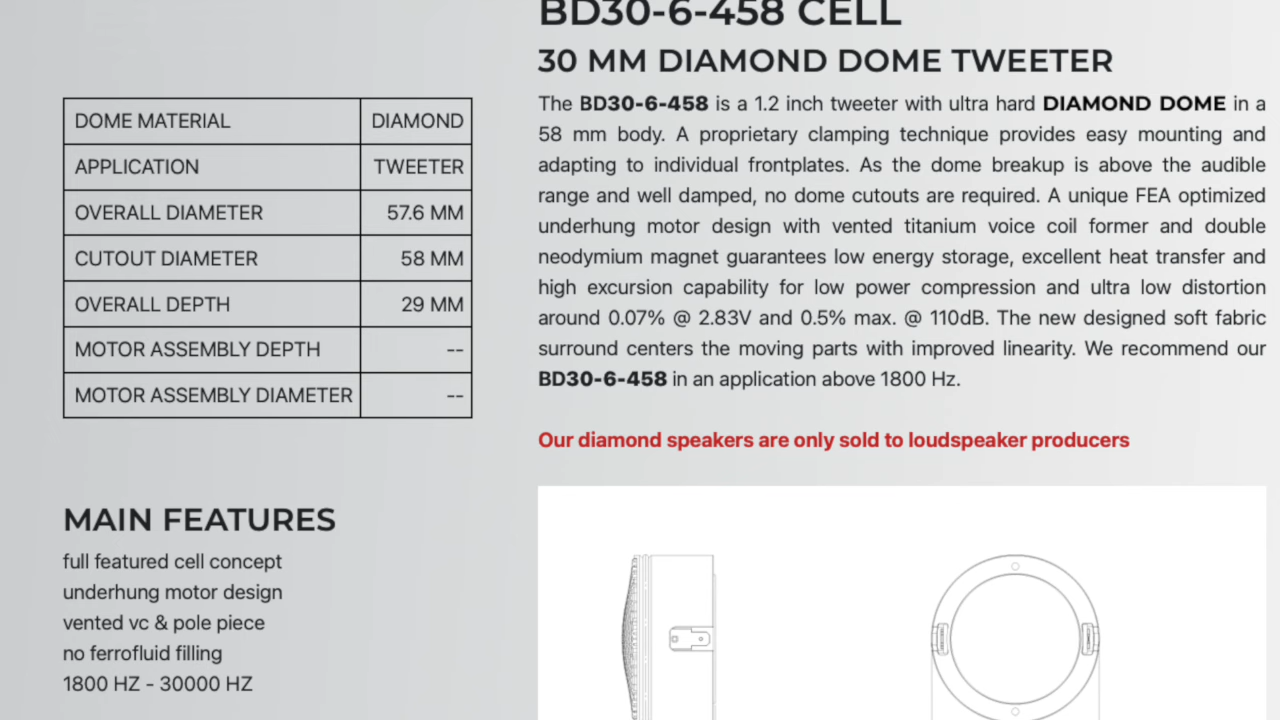 BD30-6-458 CELL
30 MM DIAMOND DOME TWEETER
The BD30-6-458 is a 1.2 inch tweeter with ultra hard DIAMOND DOME in a
58 mm body. A proprietary clamping technique provides easy mounting and
adapting to individual frontplates. As the dome breakup is above the audible
range and well damped, no dome cutouts are required. A unique FEA optimized
underhung motor design with vented titanium voice coil former and double
neodymium magnet guarantees low energy storage, excellent heat transfer and
high excursion capability for low power compression and ultra low distortion
around 0.07% @ 2.83V and 0.5% max. @ 110dB. The new designed soft fabric
surround centers the moving parts with improved linearity. We recommend our
BD30-6-458 in an application above 1800 Hz.
Our diamond speakers are only sold to loudspeaker producers
DOME MATERIAL DIAMOND
APPLICATION TWEETER
OVERALL DIAMETER 57.6 MM
CUTOUT DIAMETER 58 MM
OVERALL DEPTH 29 MM
MOTOR ASSEMBLY DEPTH --
MOTOR ASSEMBLY DIAMETER --
MAIN FEATURES
full featured cell concept
underhung motor design
vented vc & pole piece
no ferrofluid filling
1800 HZ - 30000 HZ